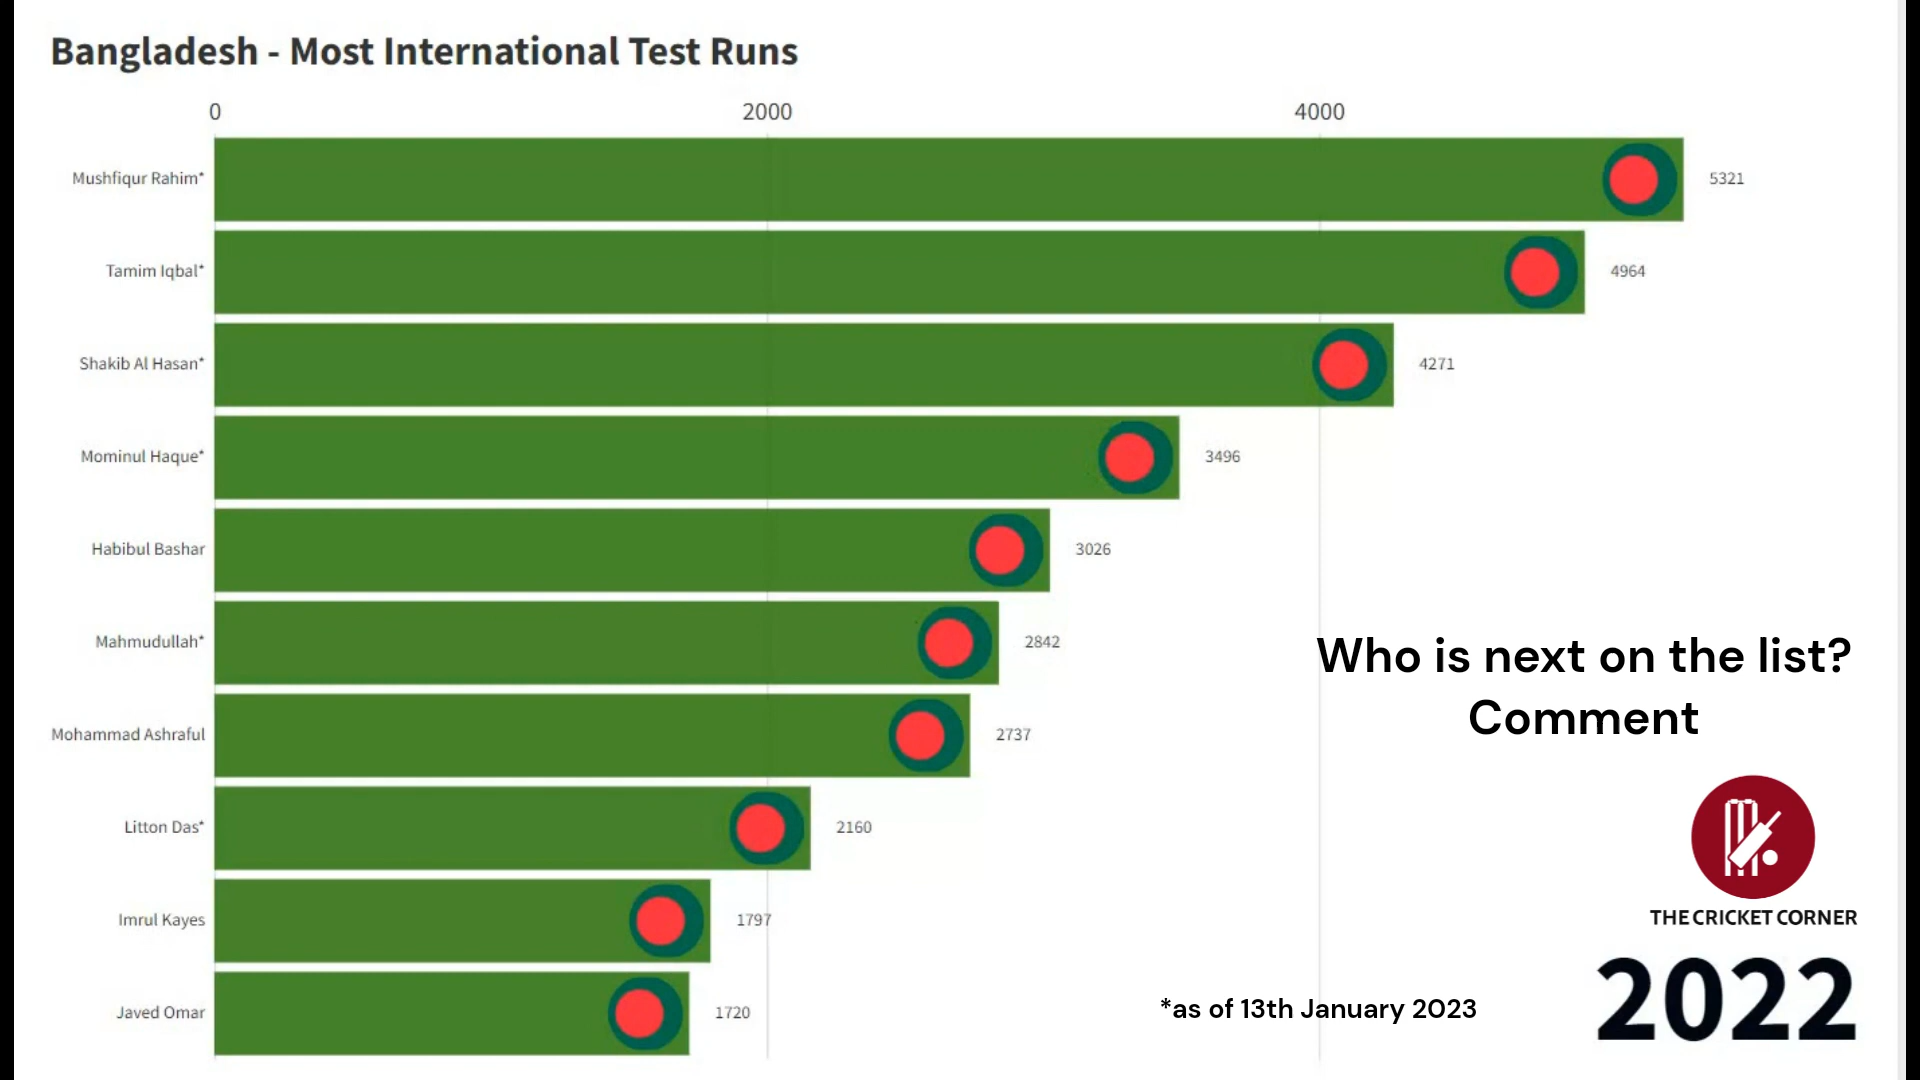 Bangladesh - Most International Test Runs
0 2000 4000
Mushfiqur Rahim* 5321
Tamim Iqbal* 4964
Shakib Al Hasan* 4271
Mominul Haque* 3496
Habibul Bashar 3026
Mahmudullah* 2842
Mohammad Ashraful 2737
Litton Das* 2160
Imrul Kayes 1797
Javed Omar 1720
Who is next on the list?
Comment
THE CRICKET CORNER
2022
*as of 13th January 2023